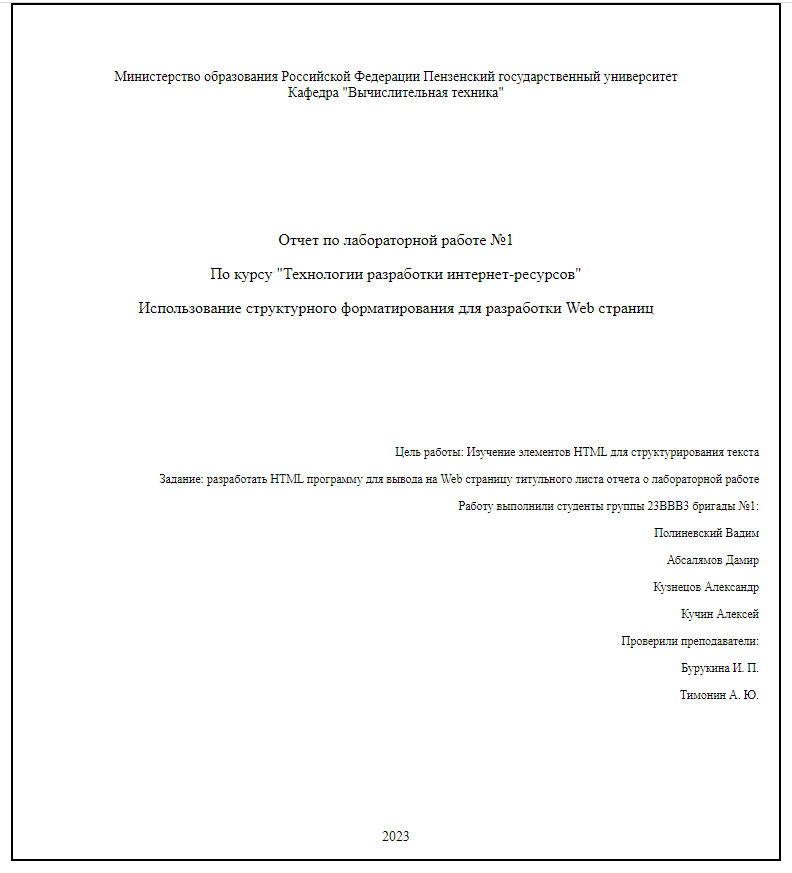 Министерство образования Российской Федерации Пензенский государственный университет
Кафедра "Вычислительная техника"
Отчет по лабораторной работе №1
По курсу "Технологии разработки интернет-ресурсов"
Использование структурного форматирования для разработки Web страниц
Цель работы: Изучение элементов HTML для структурирования текста
Задание: разработать HTML программу для вывода на Web страницу титульного листа отчета о лабораторной работе
Работу выполнили студенты группы 23ВВВ3 бригады №1:
Полиневский Вадим
Абсалямов Дамир
Кузнецов Александр
Кучин Алексей
Проверили преподаватели:
Бурукина И. П.
Тимонин А. Ю.
2023